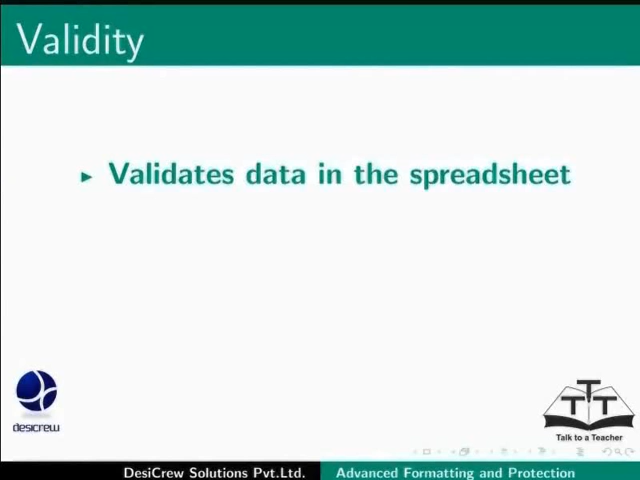 Validity
Validates data in the spreadsheet
desicrew
T T T
Talk to a Teacher
DesiCrew Solutions Pvt.Ltd. Advanced Formatting and Protection